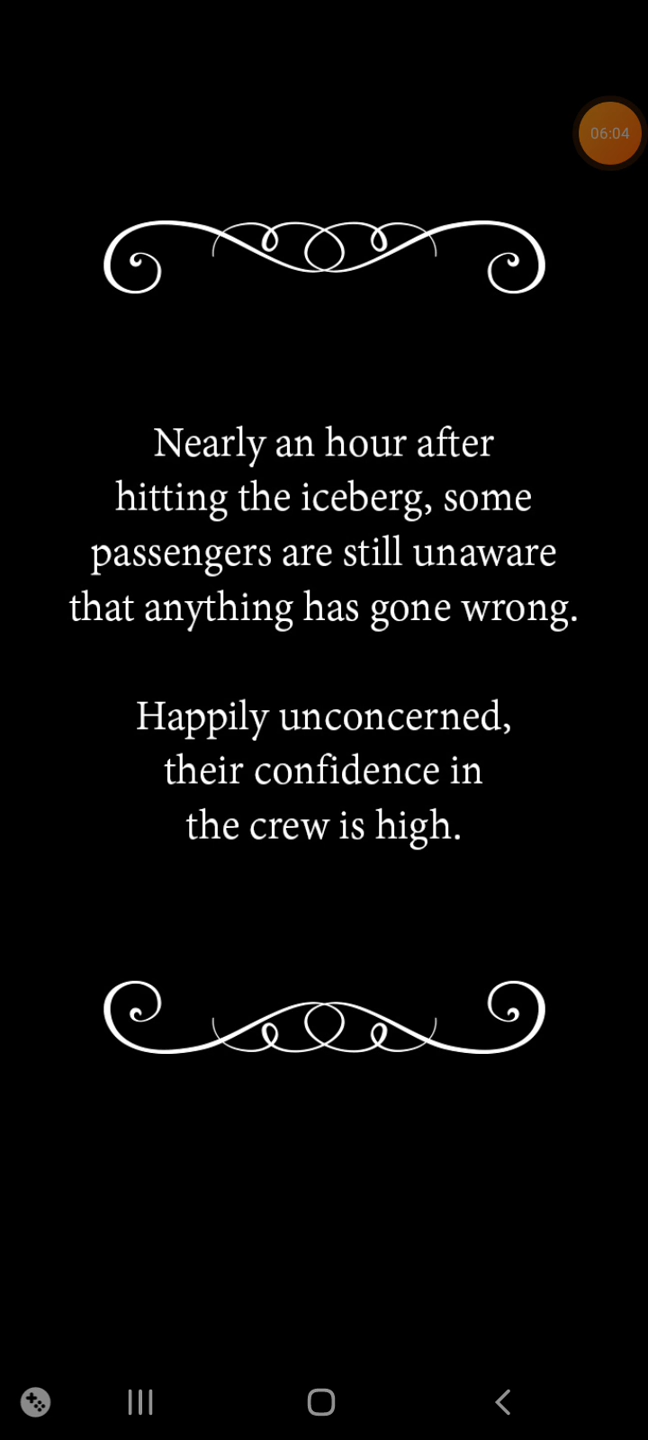 06:04
Nearly an hour after
hitting the iceberg, some
passengers are still unaware
that anything has gone wrong.
Happily unconcerned,
their confidence in
the crew is high.